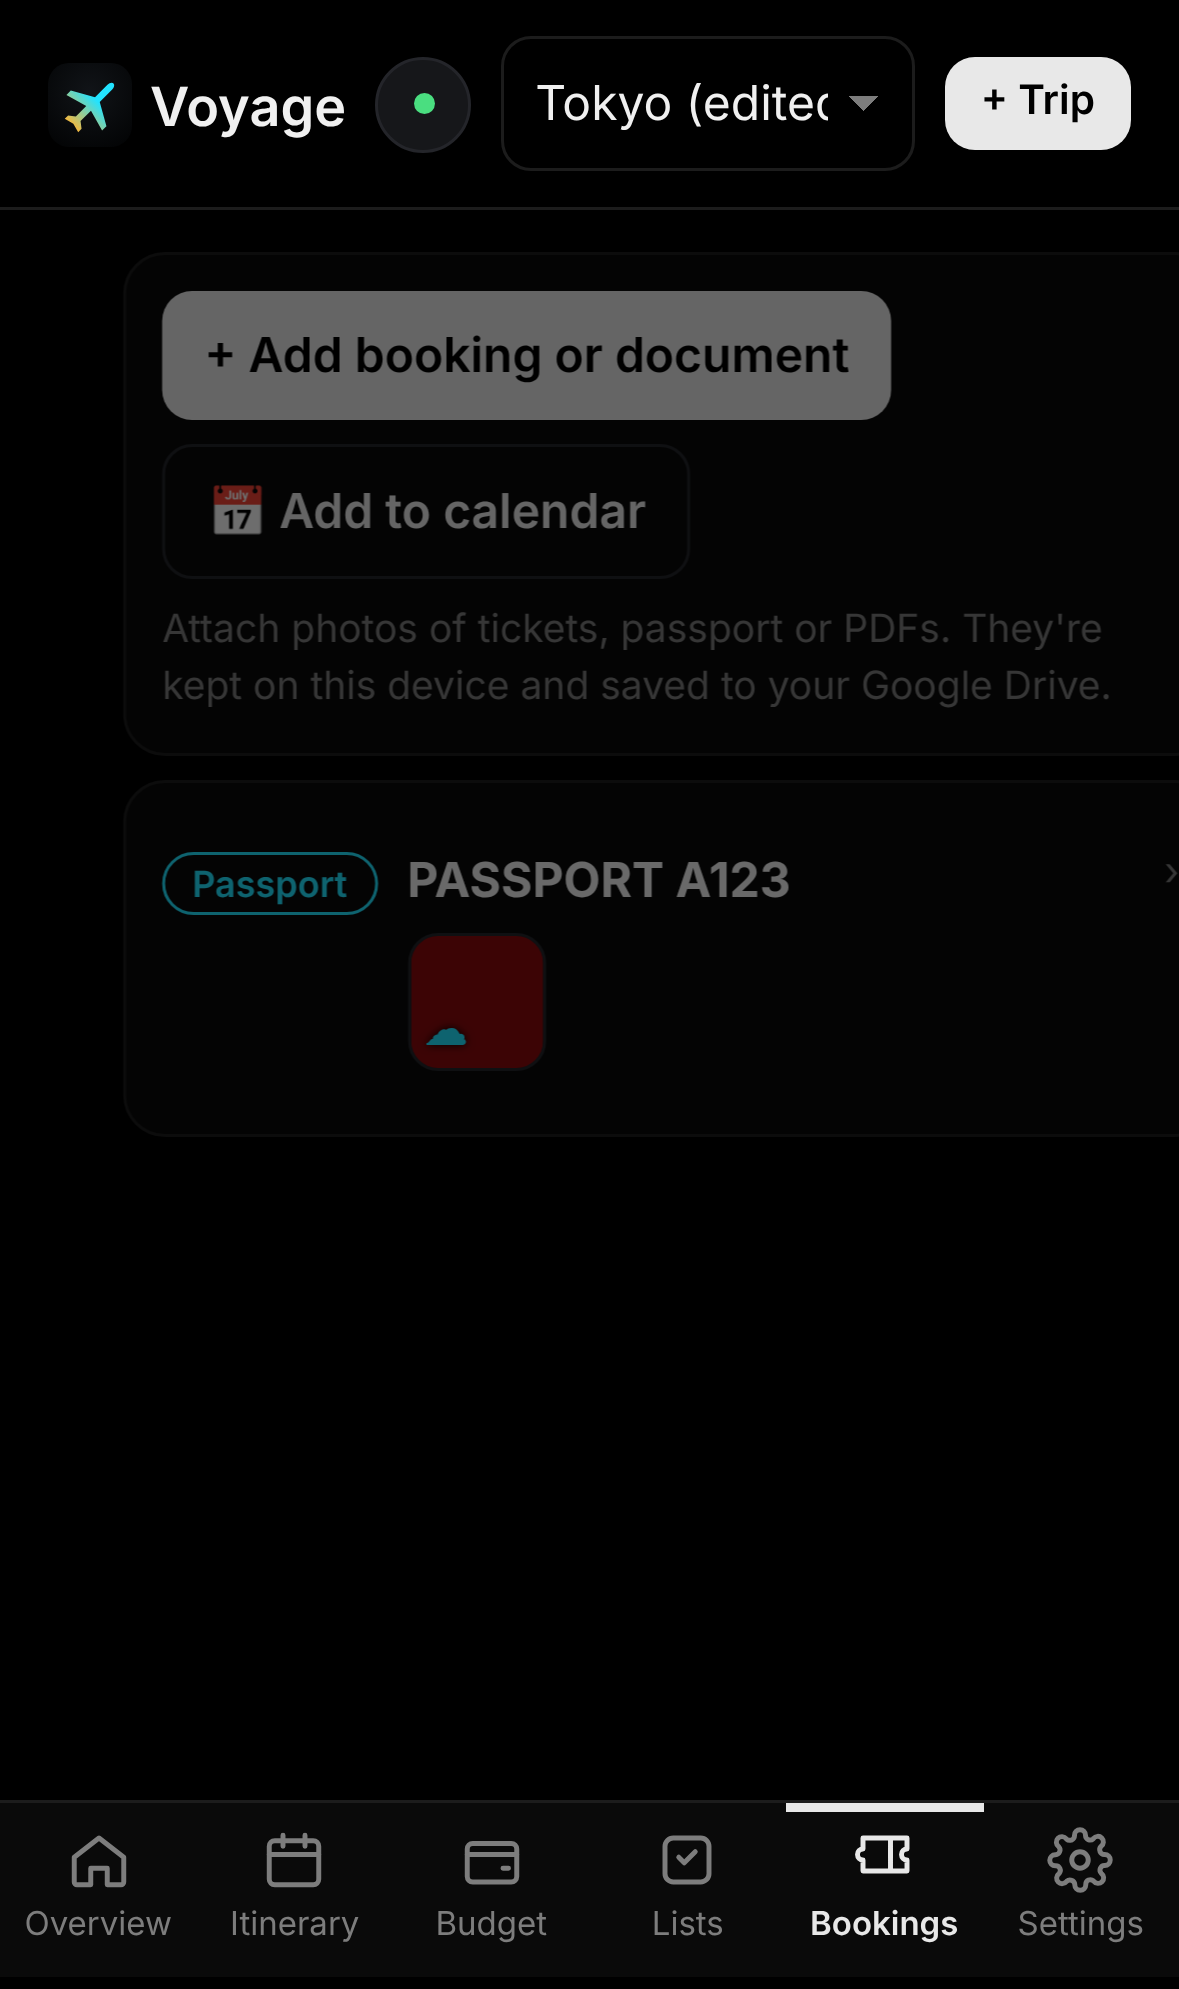 Voyage
Tokyo (edited
+ Trip
+ Add booking or document
July
17
Add to calendar
Attach photos of tickets, passport or PDFs. They're
kept on this device and saved to your Google Drive.
Passport
PASSPORT A123
›
Overview
Itinerary
Budget
Lists
Bookings
Settings